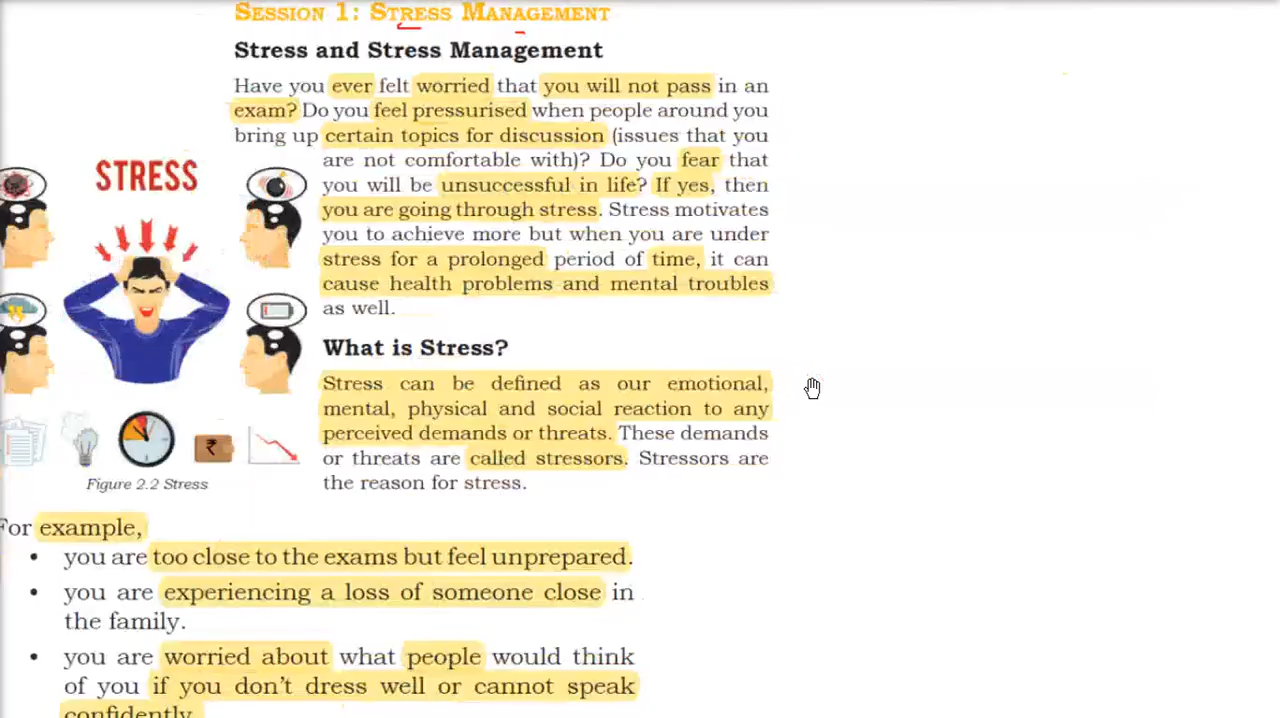 SESSION 1: STRESS MANAGEMENT
Stress and Stress Management
Have you ever felt worried that you will not pass in an
exam? Do you feel pressurised when people around you
bring up certain topics for discussion (issues that you
are not comfortable with)? Do you fear that
you will be unsuccessful in life? If yes, then
you are going through stress. Stress motivates
you to achieve more but when you are under
stress for a prolonged period of time, it can
cause health problems and mental troubles
as well.
STRESS
₹
Figure 2.2 Stress
What is Stress?
Stress can be defined as our emotional,
mental, physical and social reaction to any
perceived demands or threats. These demands
or threats are called stressors. Stressors are
the reason for stress.
For example,
• you are too close to the exams but feel unprepared.
• you are experiencing a loss of someone close in
the family.
• you are worried about what people would think
of you if you don't dress well or cannot speak
confidently.